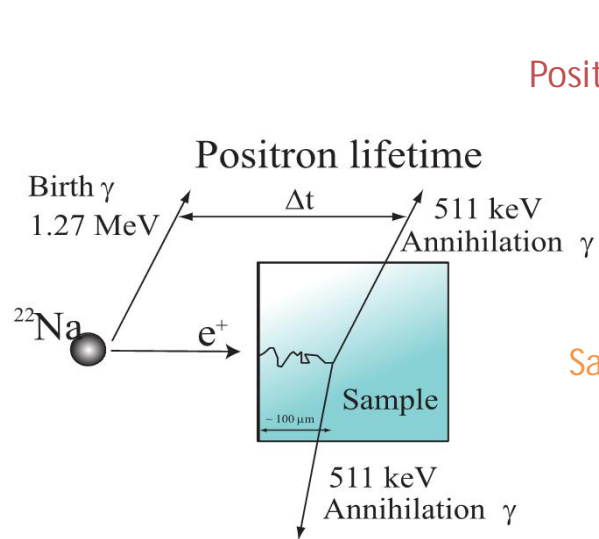 Posit
Positron lifetime
Birth γ
1.27 MeV
Δt
511 keV
Annihilation γ
²²Na
e⁺
Sa
Sample
~ 100 μm
511 keV
Annihilation γ